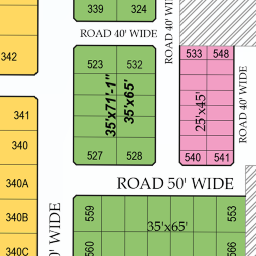 339 324
ROAD 40' WIDE
ROAD 40'
342
523 532
533 548
35'x71'-1"
35'x65'
25'x45'
ROAD 40' WIDE
341
340
527 528
540 541
340A
ROAD 50' WIDE
340B
559
553
35'x65'
0' WIDE
340C
560
566